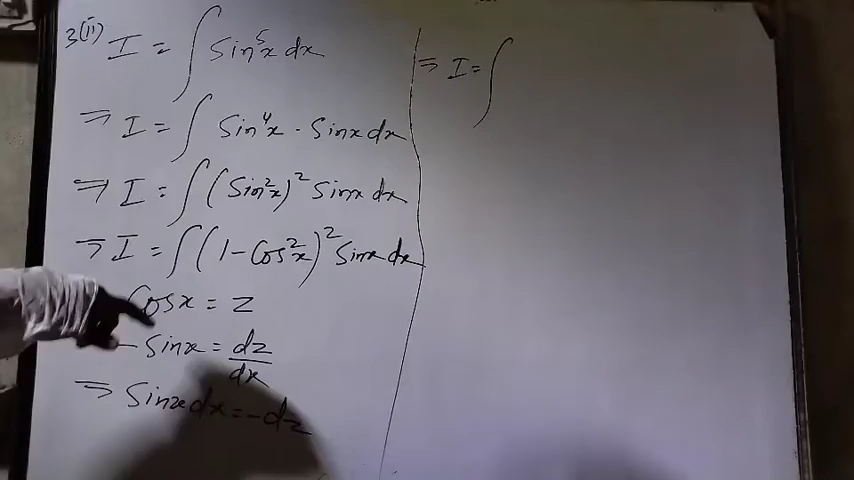 3(ii) I = ∫ Sin⁵x dx
⇒ I = ∫ Sin⁴x · Sinx dx
⇒ I = ∫ (Sin²x)² Sinx dx
⇒ I = ∫ (1 - Cos²x)² Sinx dx
Cosx = z
- Sinx = dz/dx
⇒ Sinx dx = - dz
⇒ I = ∫